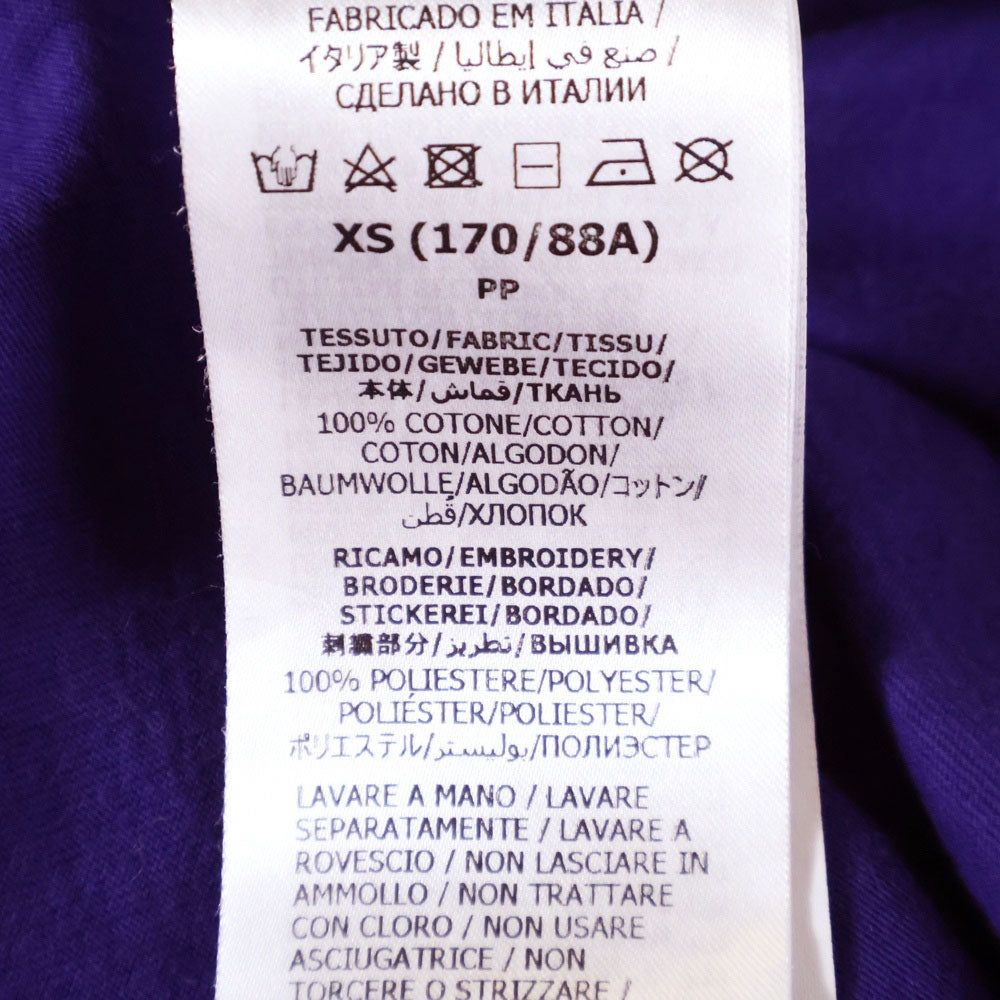 FABRICADO EM ITALIA /
イタリア製 / صنع في إيطاليا /
СДЕЛАНО В ИТАЛИИ
XS (170/88A)
PP
TESSUTO/FABRIC/TISSU/
TEJIDO/GEWEBE/TECIDO/
本体/قماش/ТКАНЬ
100% COTONE/COTTON/
COTON/ALGODON/
BAUMWOLLE/ALGODÃO/コットン/
قطن/ХЛОПОК
RICAMO/EMBROIDERY/
BRODERIE/BORDADO/
STICKEREI/BORDADO/
刺繍部分/تطريز/ВЫШИВКА
100% POLIESTERE/POLYESTER/
POLIÉSTER/POLIESTER/
ポリエステル/بوليستر/ПОЛИЭСТЕР
LAVARE A MANO / LAVARE
SEPARATAMENTE / LAVARE A
ROVESCIO / NON LASCIARE IN
AMMOLLO / NON TRATTARE
CON CLORO / NON USARE
ASCIUGATRICE / NON
TORCERE O STRIZZARE /